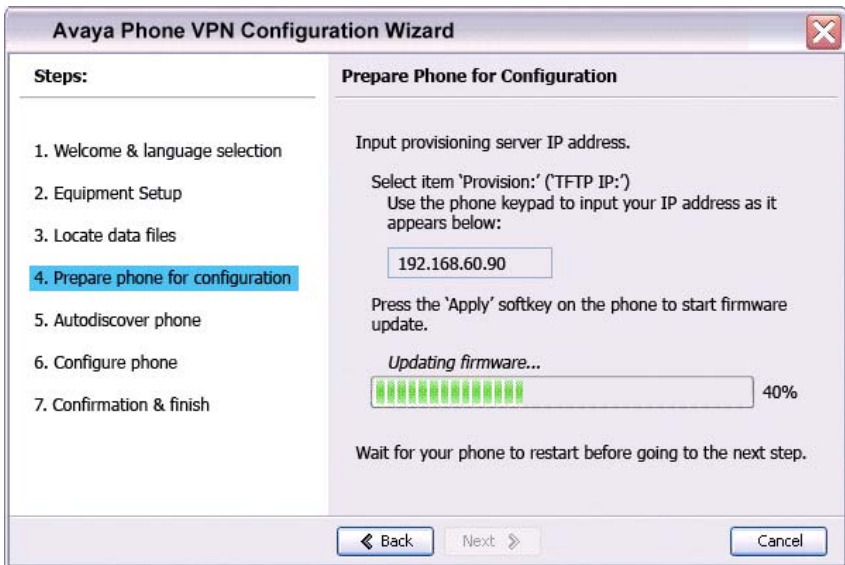 Avaya Phone VPN Configuration Wizard
Steps:
1. Welcome & language selection
2. Equipment Setup
3. Locate data files
4. Prepare phone for configuration
5. Autodiscover phone
6. Configure phone
7. Confirmation & finish
Prepare Phone for Configuration
Input provisioning server IP address.
Select item `Provision:' (`TFTP IP:')
Use the phone keypad to input your IP address as it
appears below:
192.168.60.90
Press the `Apply' softkey on the phone to start firmware
update.
Updating firmware...
40%
Wait for your phone to restart before going to the next step.
Back
Next
Cancel